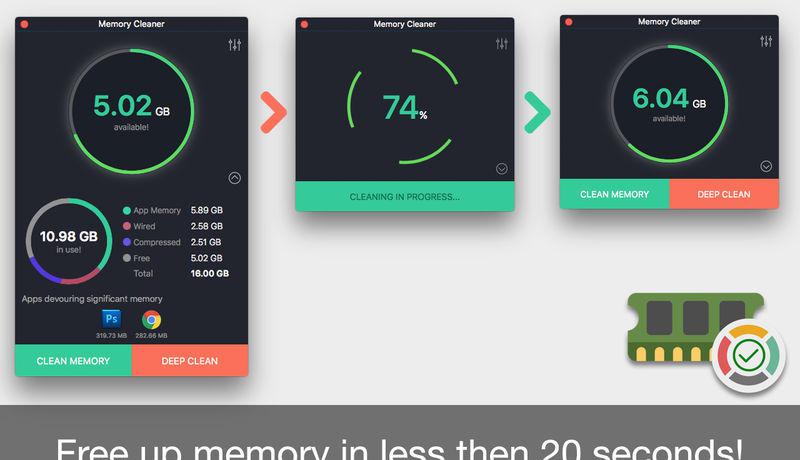 Memory Cleaner
5.02 GB
available!
10.98 GB
in use!
App Memory 5.89 GB
Wired 2.58 GB
Compressed 2.51 GB
Free 5.02 GB
Total 16.00 GB
Apps devouring significant memory
Ps
319.73 MB 282.66 MB
CLEAN MEMORY DEEP CLEAN
Memory Cleaner
74%
CLEANING IN PROGRESS...
Memory Cleaner
6.04 GB
available!
CLEAN MEMORY DEEP CLEAN
Free up memory in less then 20 seconds!